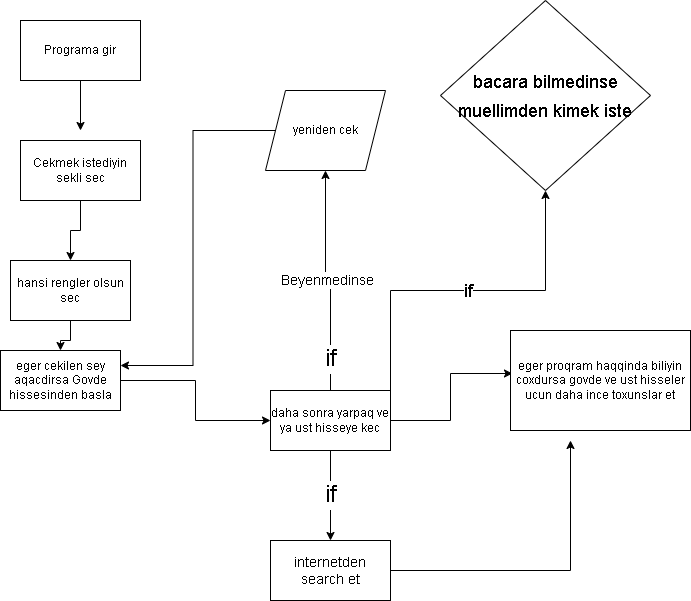 Programa gir
Cekmek istediyin
sekli sec
hansi rengler olsun
sec
eger cekilen sey
aqacdirsa Govde
hissesinden basla
yeniden cek
Beyenmedinse
if
daha sonra yarpaq ve
ya ust hisseye kec
if
internetden
search et
bacara bilmedinse
muellimden kimek iste
if
eger proqram haqqinda biliyin
coxdursa govde ve ust hisseler
ucun daha ince toxunslar et